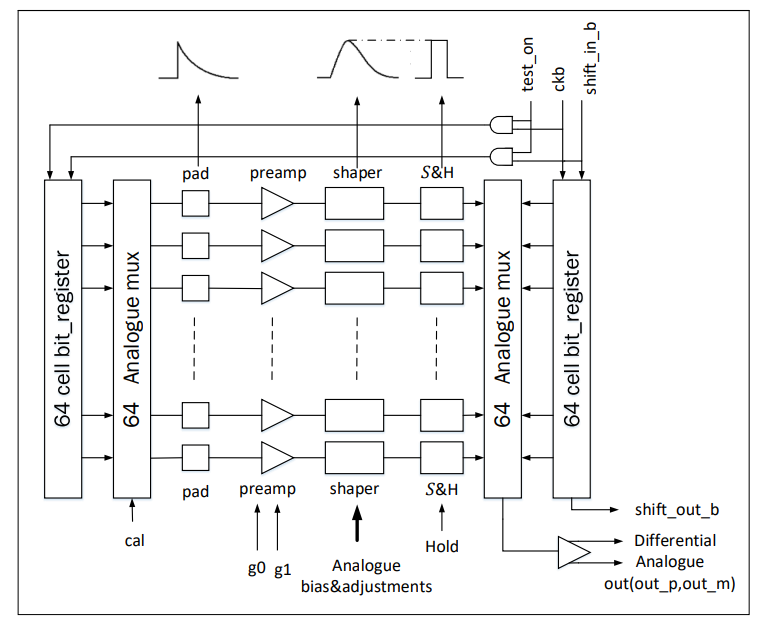 test_on
ckb
shift_in_b
pad
preamp
shaper
S&H
64 cell bit_register
64 Analogue mux
64 Analogue mux
64 cell bit_register
pad
preamp
shaper
S&H
cal
g0
g1
Analogue
bias&adjustments
Hold
shift_out_b
Differential
Analogue
out(out_p,out_m)